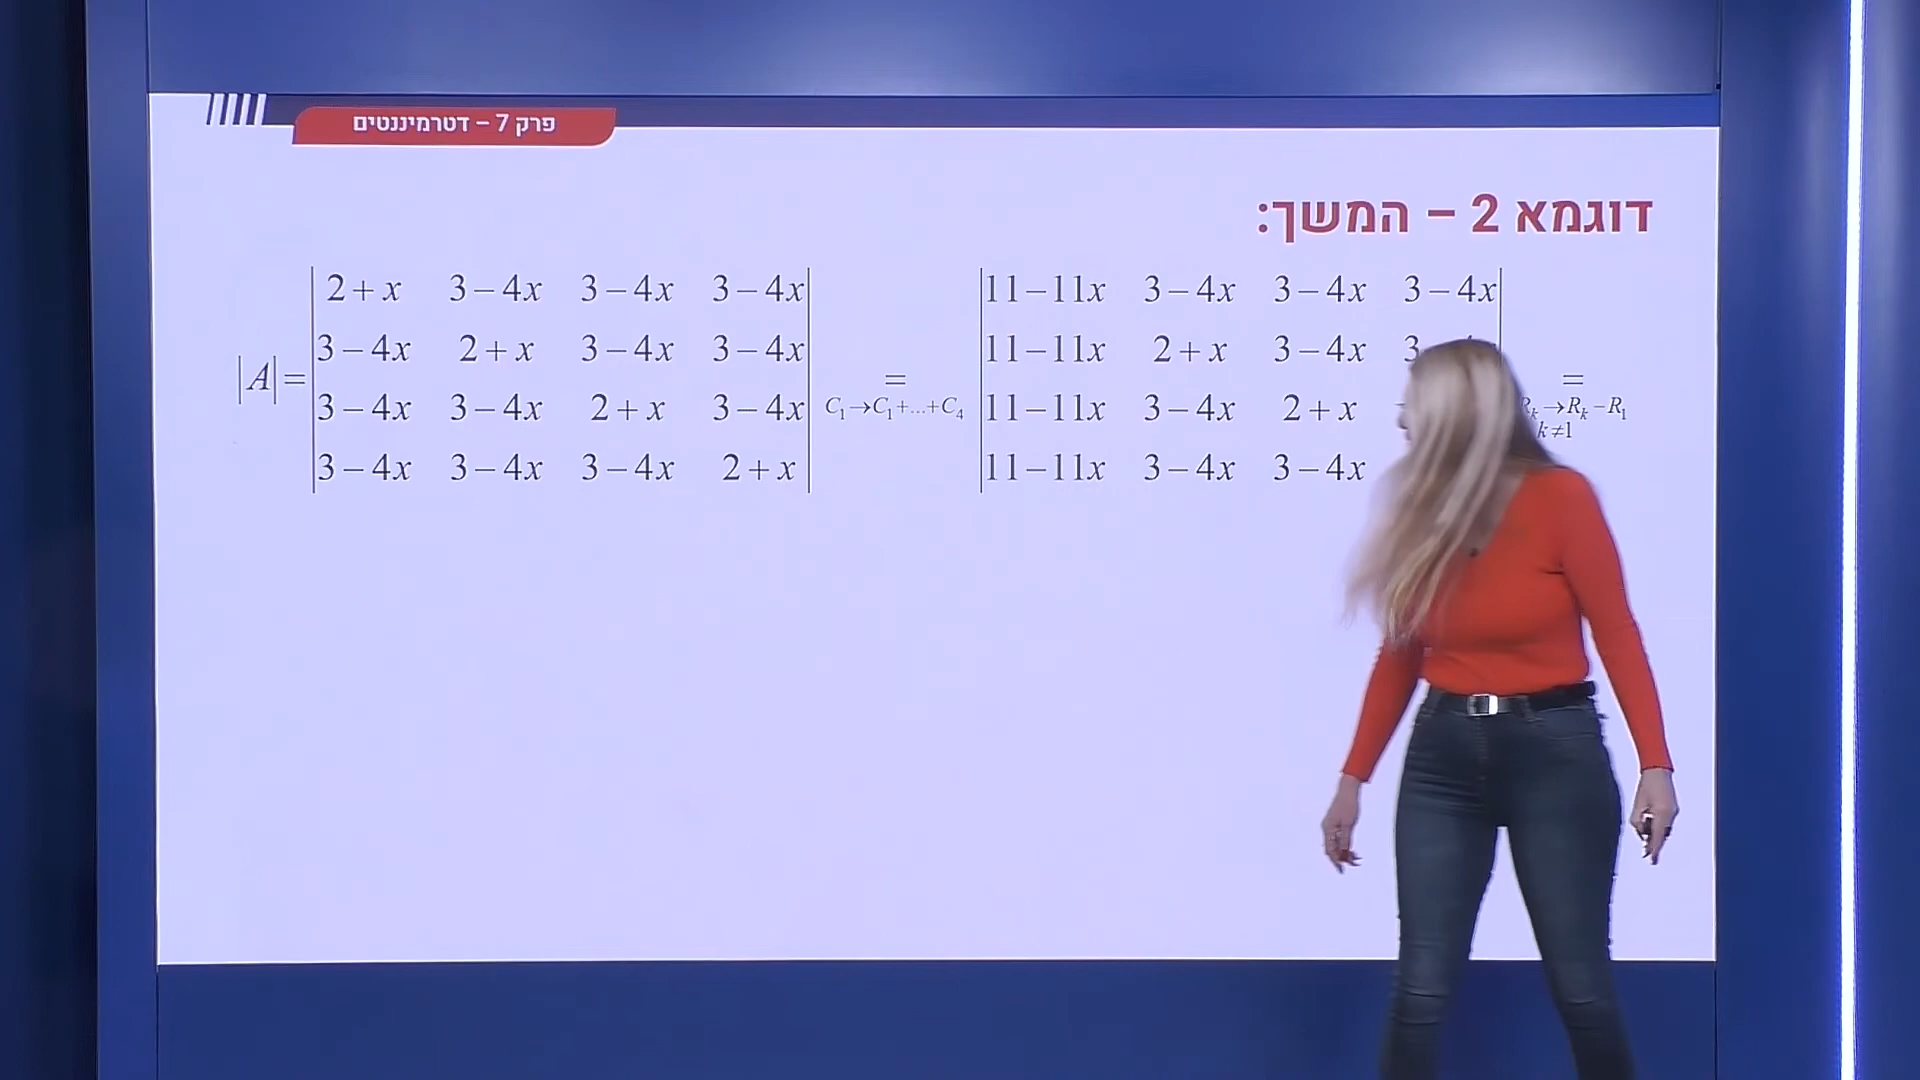 פרק 7 – דטרמיננטים
דוגמא 2 – המשך:
2+x 3–4x 3–4x 3–4x
3–4x 2+x 3–4x 3–4x
|A|=
3–4x 3–4x 2+x 3–4x
3–4x 3–4x 3–4x 2+x
=
C₁→C₁+...+C₄
11–11x 3–4x 3–4x 3–4x
11–11x 2+x 3–4x
11–11x 3–4x 2+x
11–11x 3–4x 3–4x
=
Rₖ→Rₖ–R₁
k≠1